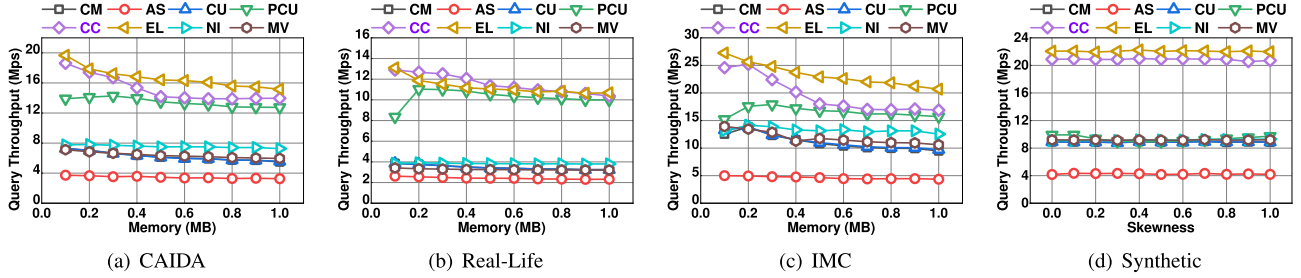 CM AS CU PCU
CC EL NI MV
Query Throughput (Mps)
20
16
12
8
4
0
0.0 0.2 0.4 0.6 0.8 1.0
Memory (MB)
(a) CAIDA
CM AS CU PCU
CC EL NI MV
Query Throughput (Mps)
16
14
12
10
8
6
4
2
0
0.0 0.2 0.4 0.6 0.8 1.0
Memory (MB)
(b) Real-Life
CM AS CU PCU
CC EL NI MV
Query Throughput (Mps)
30
25
20
15
10
5
0
0.0 0.2 0.4 0.6 0.8 1.0
Memory (MB)
(c) IMC
CM AS CU PCU
CC EL NI MV
Query Throughput (Mps)
24
20
16
12
8
4
0
0.0 0.2 0.4 0.6 0.8 1.0
Skewness
(d) Synthetic